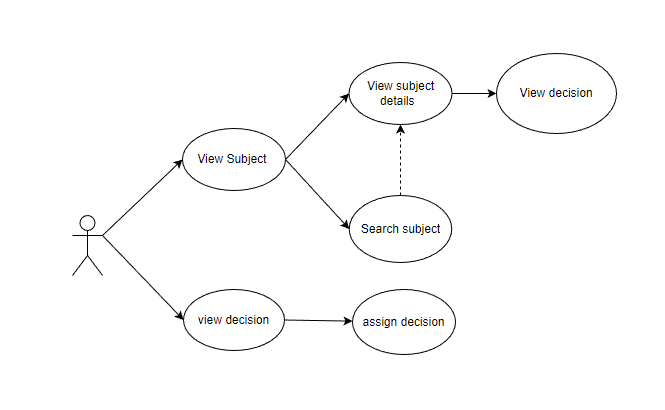 View subject
details
View decision
View Subject
Search subject
view decision
assign decision